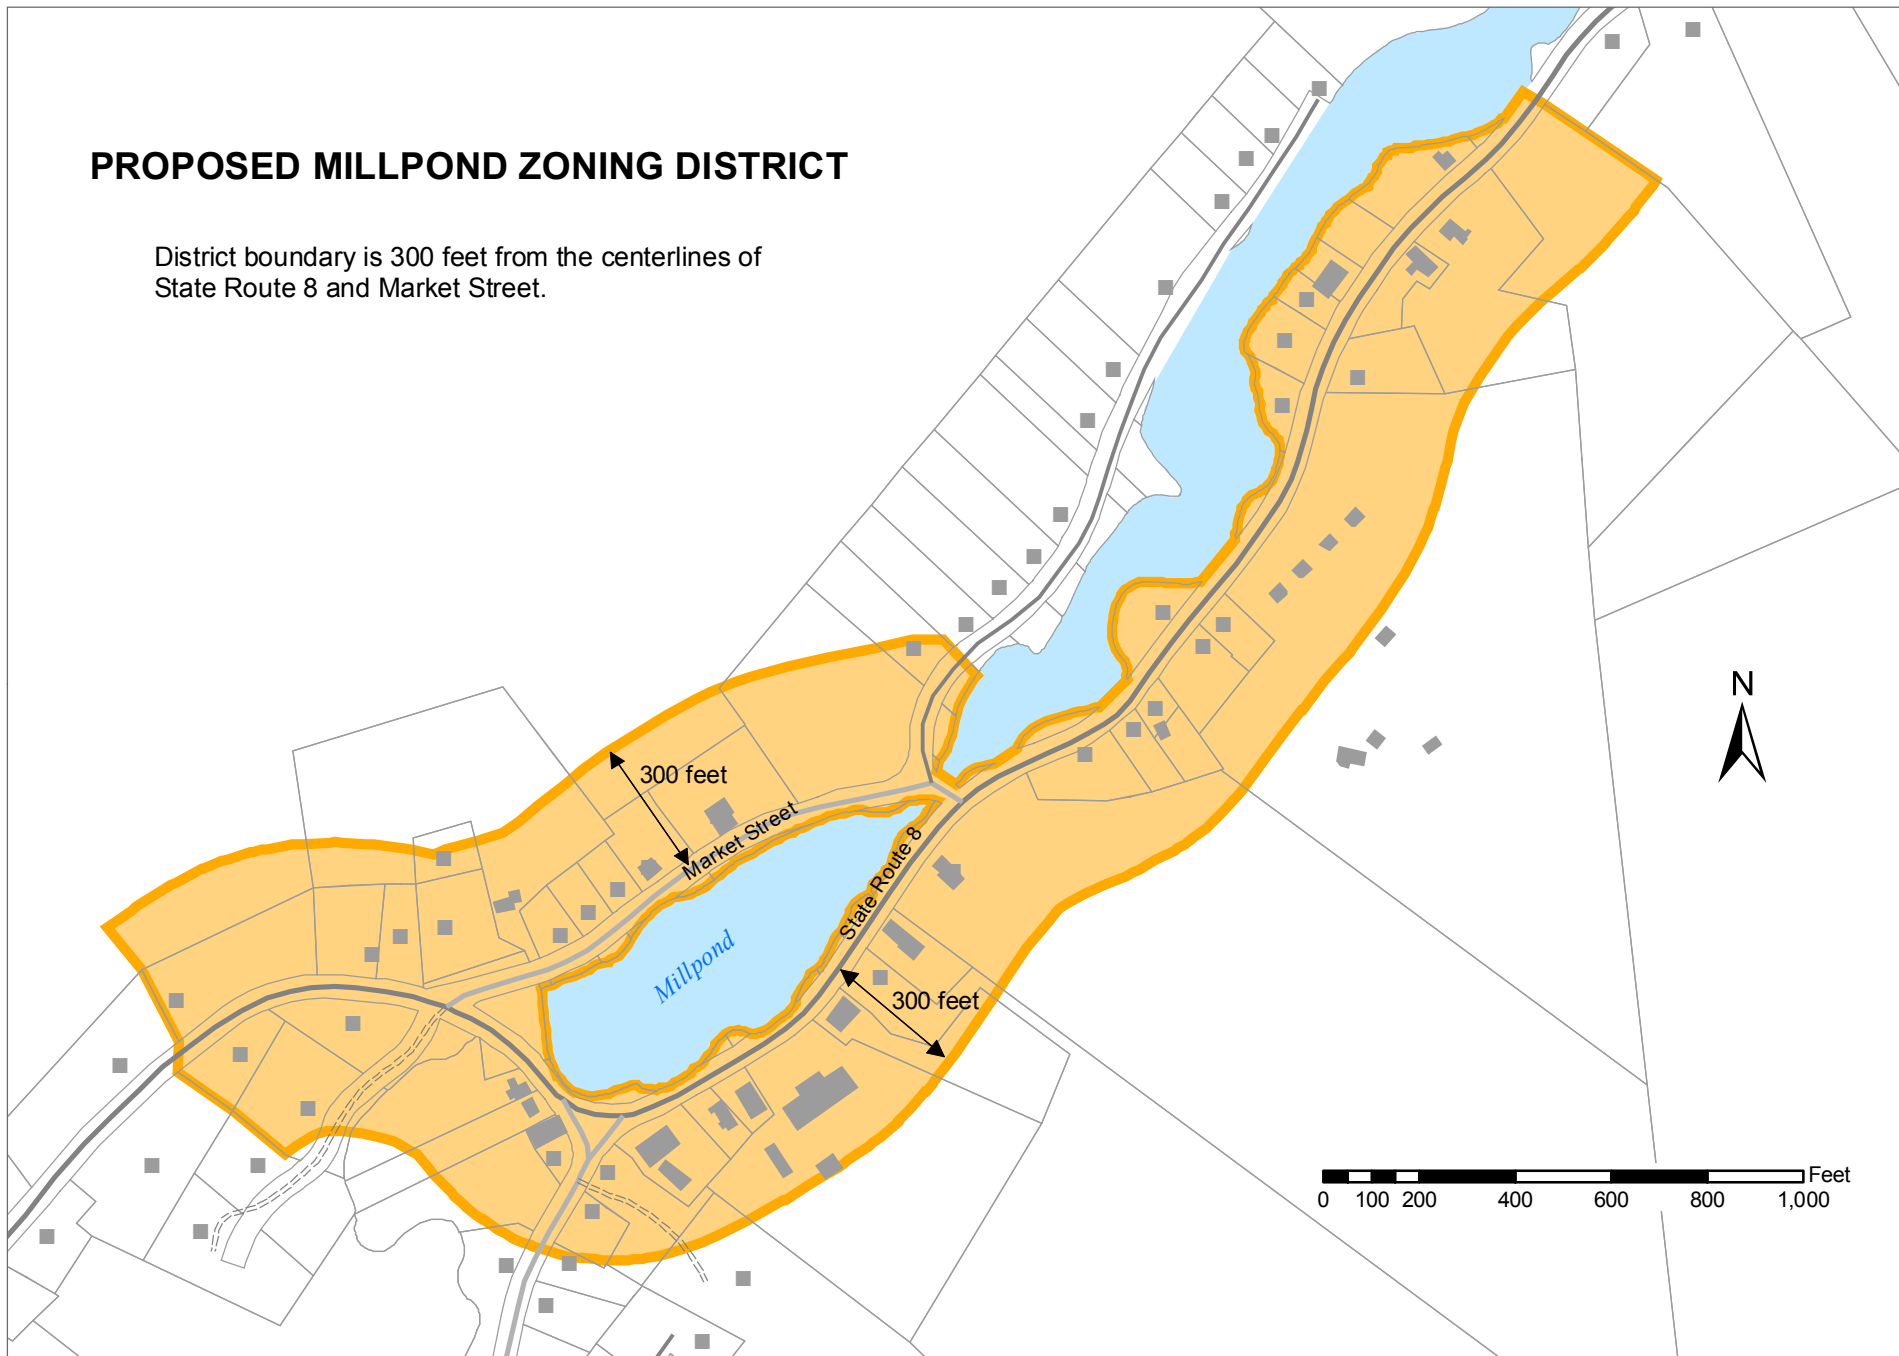 PROPOSED MILLPOND ZONING DISTRICT
District boundary is 300 feet from the centerlines of
State Route 8 and Market Street.
N
300 feet
Market Street
State Route 8
Millpond
300 feet
Feet
0 100 200 400 600 800 1,000